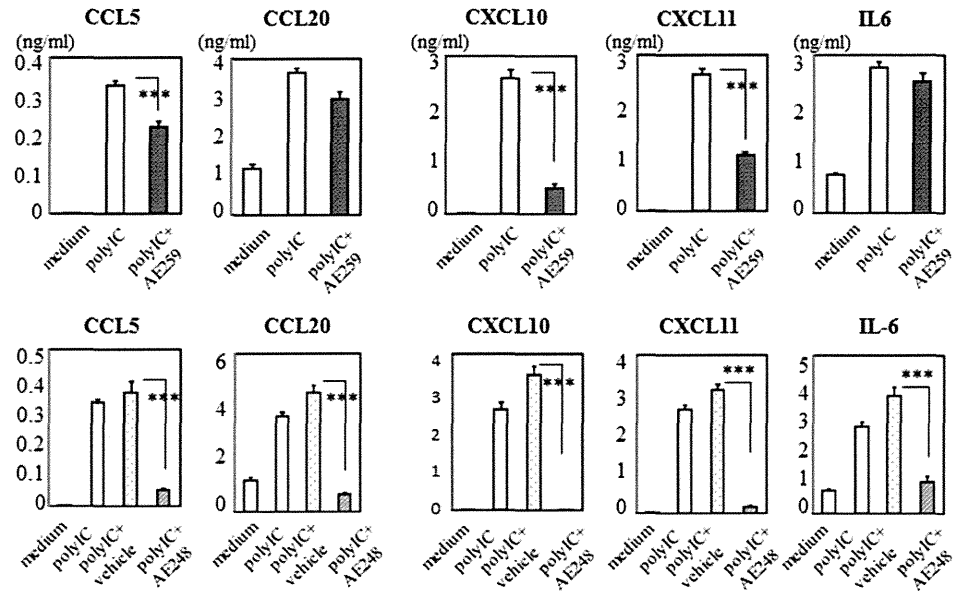 CCL5 CCL20 CXCL10 CXCL11 IL6
(ng/ml) (ng/ml) (ng/ml) (ng/ml) (ng/ml)
0.4 4 3 3 3
0.3 3 2 2 2
0.2 2 1 1 1
0.1 1 0 0 0
0 0
*** *** ***
medium polyIC polyIC+ AE259
medium polyIC polyIC+ AE259
medium polyIC polyIC+ AE259
medium polyIC polyIC+ AE259
medium polyIC polyIC+ AE259
CCL5 CCL20 CXCL10 CXCL11 IL-6
0.5 6 4 4 5
0.4 4 3 3 4
0.3 2 2 2 3
0.2 0 1 1 2
0.1 0 0 1
0 0
*** *** *** *** ***
medium polyIC polyIC+ vehicle polyIC+ AE248
medium polyIC polyIC+ vehicle polyIC+ AE248
medium polyIC polyIC+ vehicle polyIC+ AE248
medium polyIC polyIC+ vehicle polyIC+ AE248
medium polyIC polyIC+ vehicle polyIC+ AE248